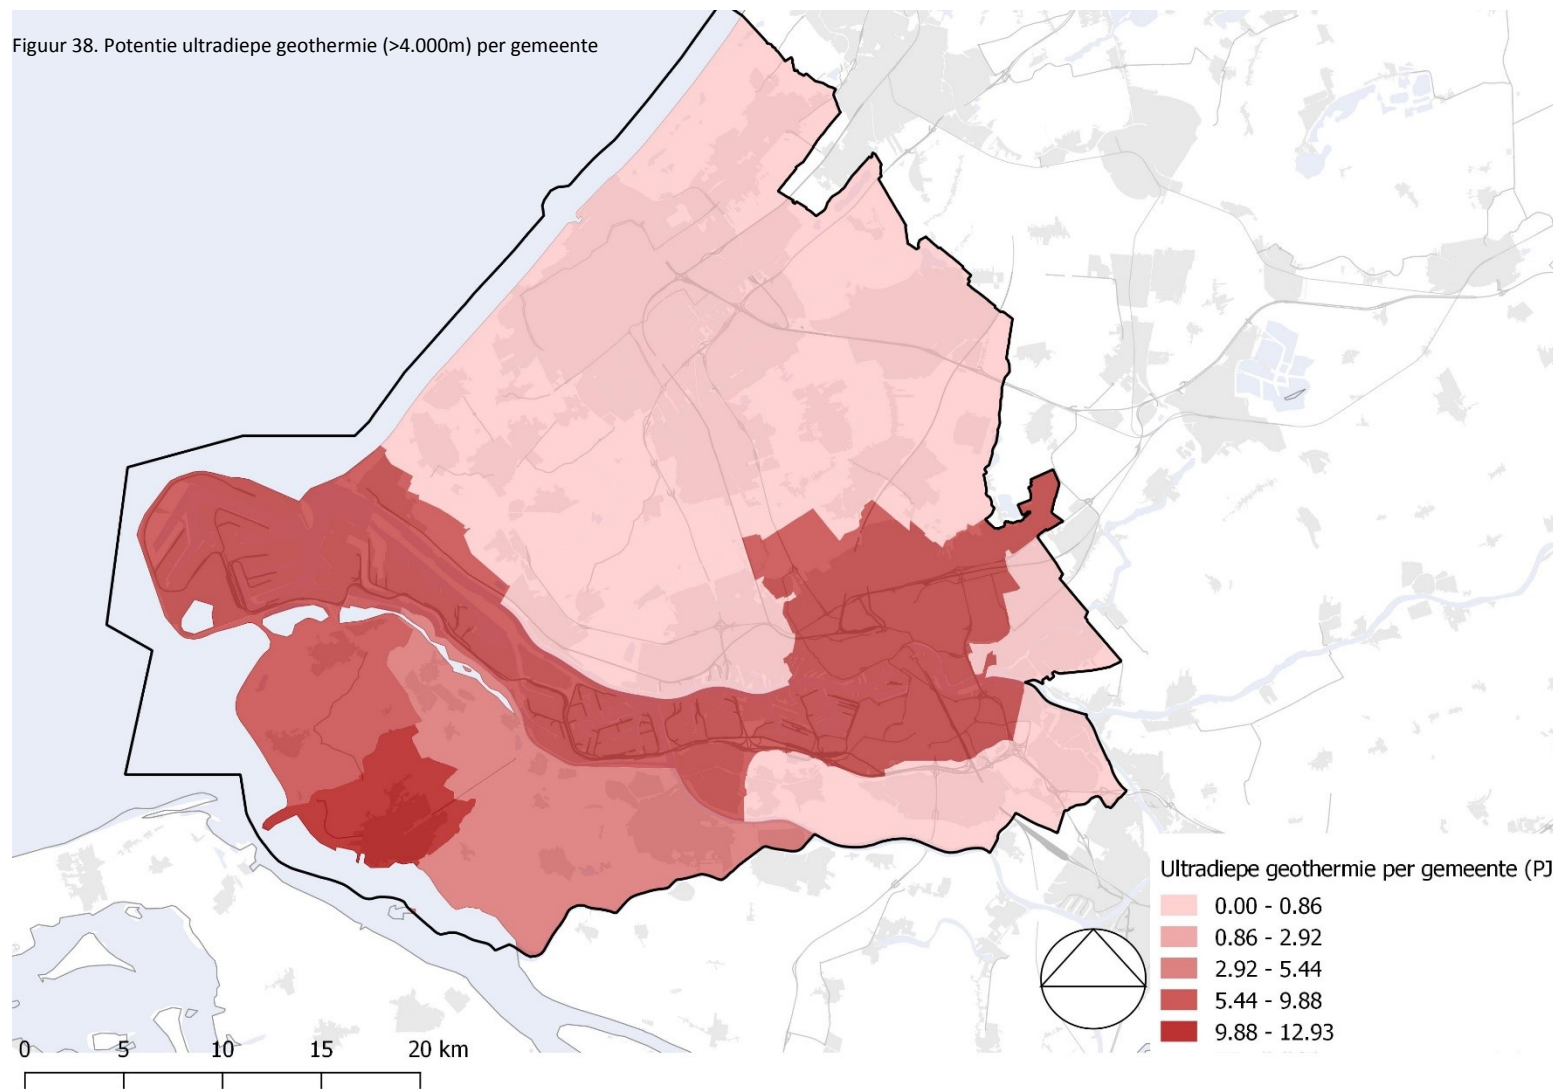 Figuur 38. Potentie ultradiepe geothermie (>4.000m) per gemeente
Ultradiepe geothermie per gemeente (PJ
0.00 - 0.86
0.86 - 2.92
2.92 - 5.44
5.44 - 9.88
9.88 - 12.93
0 5 10 15 20 km